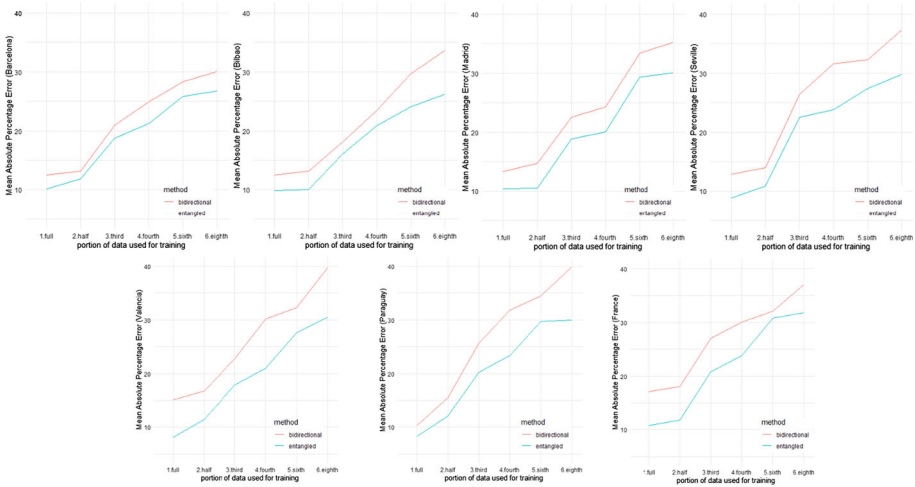 Mean Absolute Percentage Error (Barcelona)
40
30
20
10
method
bidirectional
entangled
1.full 2.half 3.third 4.fourth 5.sixth 6.eighth
portion of data used for training
Mean Absolute Percentage Error (Bilbao)
40
30
20
10
method
bidirectional
entangled
1.full 2.half 3.third 4.fourth 5.sixth 6.eighth
portion of data used for training
Mean Absolute Percentage Error (Madrid)
40
30
20
10
method
bidirectional
entangled
1.full 2.half 3.third 4.fourth 5.sixth 6.eighth
portion of data used for training
Mean Absolute Percentage Error (Seville)
40
30
20
10
method
bidirectional
entangled
1.full 2.half 3.third 4.fourth 5.sixth 6.eighth
portion of data used for training
Mean Absolute Percentage Error (Valencia)
40
30
20
10
method
bidirectional
entangled
1.full 2.half 3.third 4.fourth 5.sixth 6.eighth
portion of data used for training
Mean Absolute Percentage Error (Paraguay)
40
30
20
10
method
bidirectional
entangled
1.full 2.half 3.third 4.fourth 5.sixth 6.eighth
portion of data used for training
Mean Absolute Percentage Error (France)
40
30
20
10
method
bidirectional
entangled
1.full 2.half 3.third 4.fourth 5.sixth 6.eighth
portion of data used for training